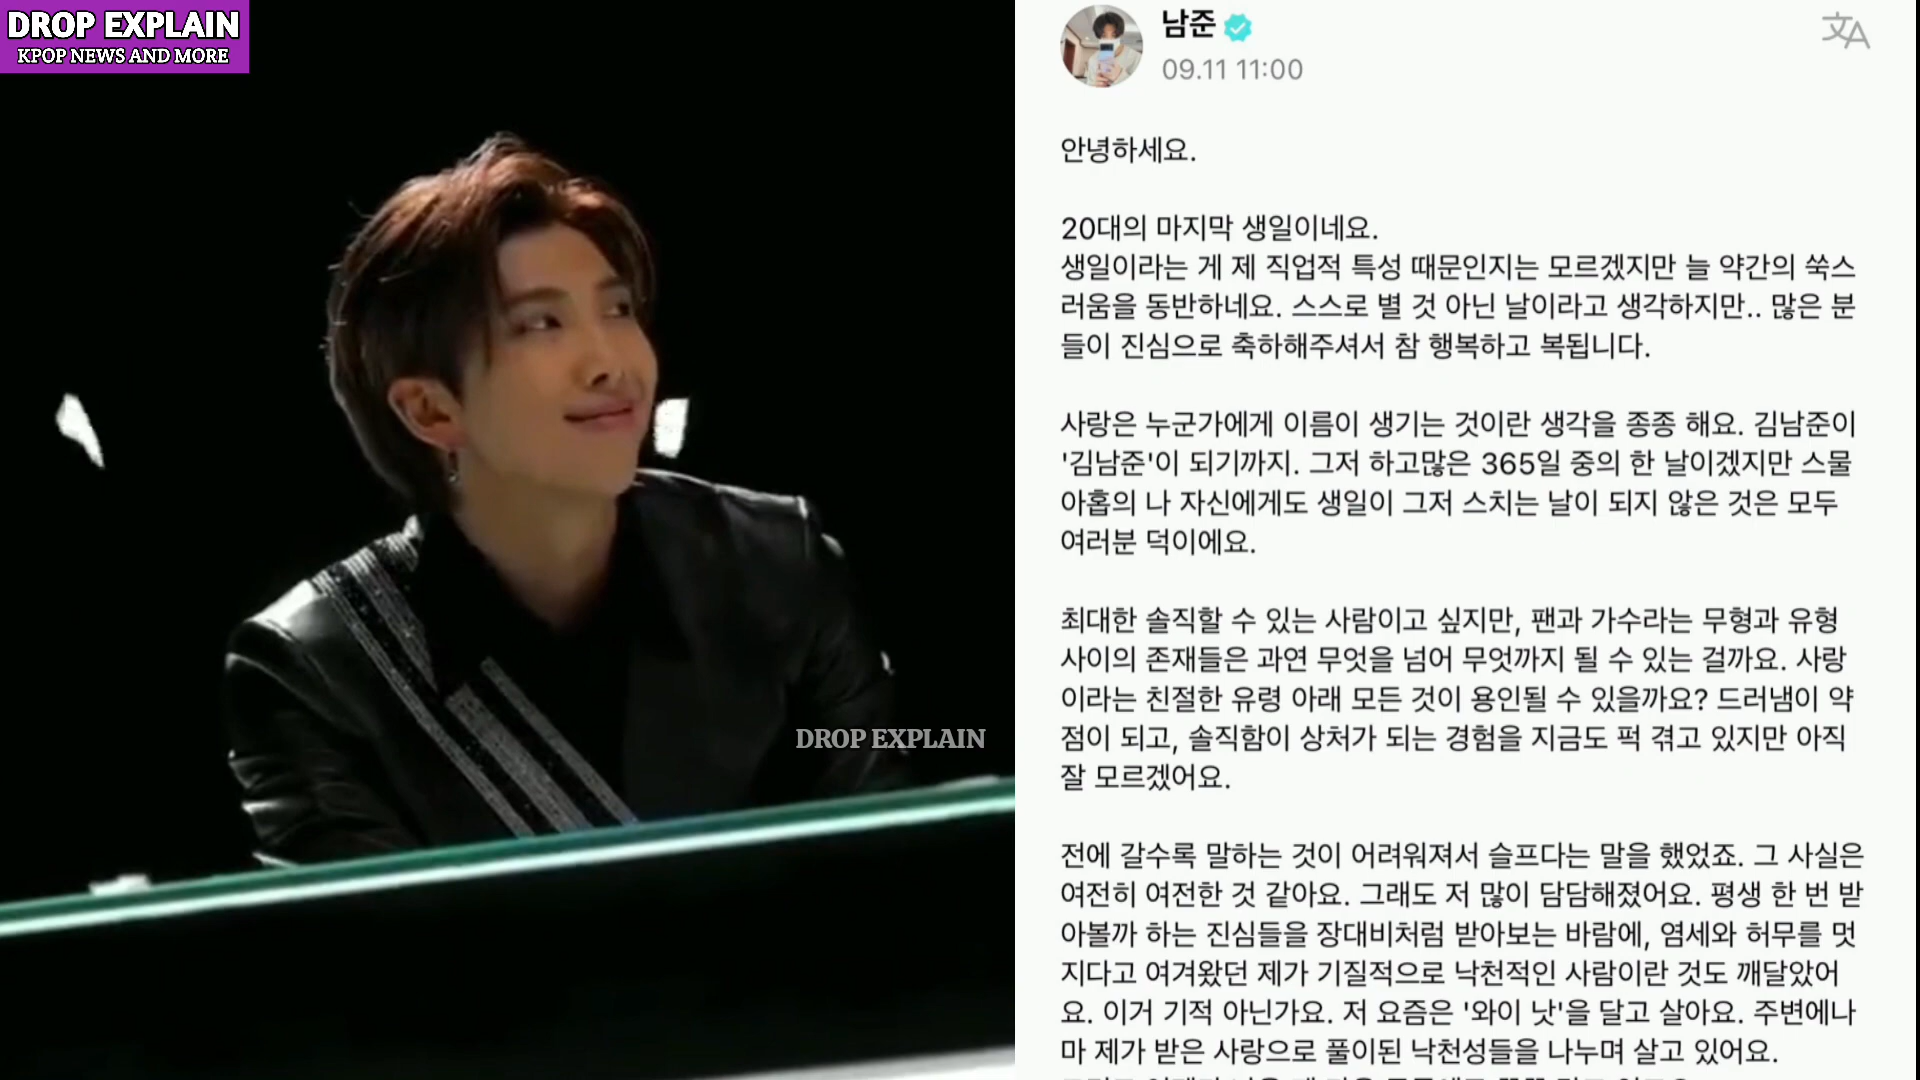 DROP EXPLAIN
KPOP NEWS AND MORE
DROP EXPLAIN
남준
09.11 11:00
안녕하세요.
20대의 마지막 생일이네요.
생일이라는 게 제 직업적 특성 때문인지는 모르겠지만 늘 약간의 쑥스
러움을 동반하네요. 스스로 별 것 아닌 날이라고 생각하지만.. 많은 분
들이 진심으로 축하해주셔서 참 행복하고 복됩니다.
사랑은 누군가에게 이름이 생기는 것이란 생각을 종종 해요. 김남준이
'김남준'이 되기까지. 그저 하고많은 365일 중의 한 날이겠지만 스물
아홉의 나 자신에게도 생일이 그저 스치는 날이 되지 않은 것은 모두
여러분 덕이에요.
최대한 솔직할 수 있는 사람이고 싶지만, 팬과 가수라는 무형과 유형
사이의 존재들은 과연 무엇을 넘어 무엇까지 될 수 있는 걸까요. 사랑
이라는 친절한 유령 아래 모든 것이 용인될 수 있을까요? 드러냄이 약
점이 되고, 솔직함이 상처가 되는 경험을 지금도 퍽 겪고 있지만 아직
잘 모르겠어요.
전에 갈수록 말하는 것이 어려워져서 슬프다는 말을 했었죠. 그 사실은
여전히 여전한 것 같아요. 그래도 저 많이 담담해졌어요. 평생 한 번 받
아볼까 하는 진심들을 장대비처럼 받아보는 바람에, 염세와 허무를 멋
지다고 여겨왔던 제가 기질적으로 낙천적인 사람이란 것도 깨달았어
요. 이거 기적 아닌가요. 저 요즘은 '와이 낫'을 달고 살아요. 주변에나
마 제가 받은 사랑으로 풀이된 낙천성들을 나누며 살고 있어요.